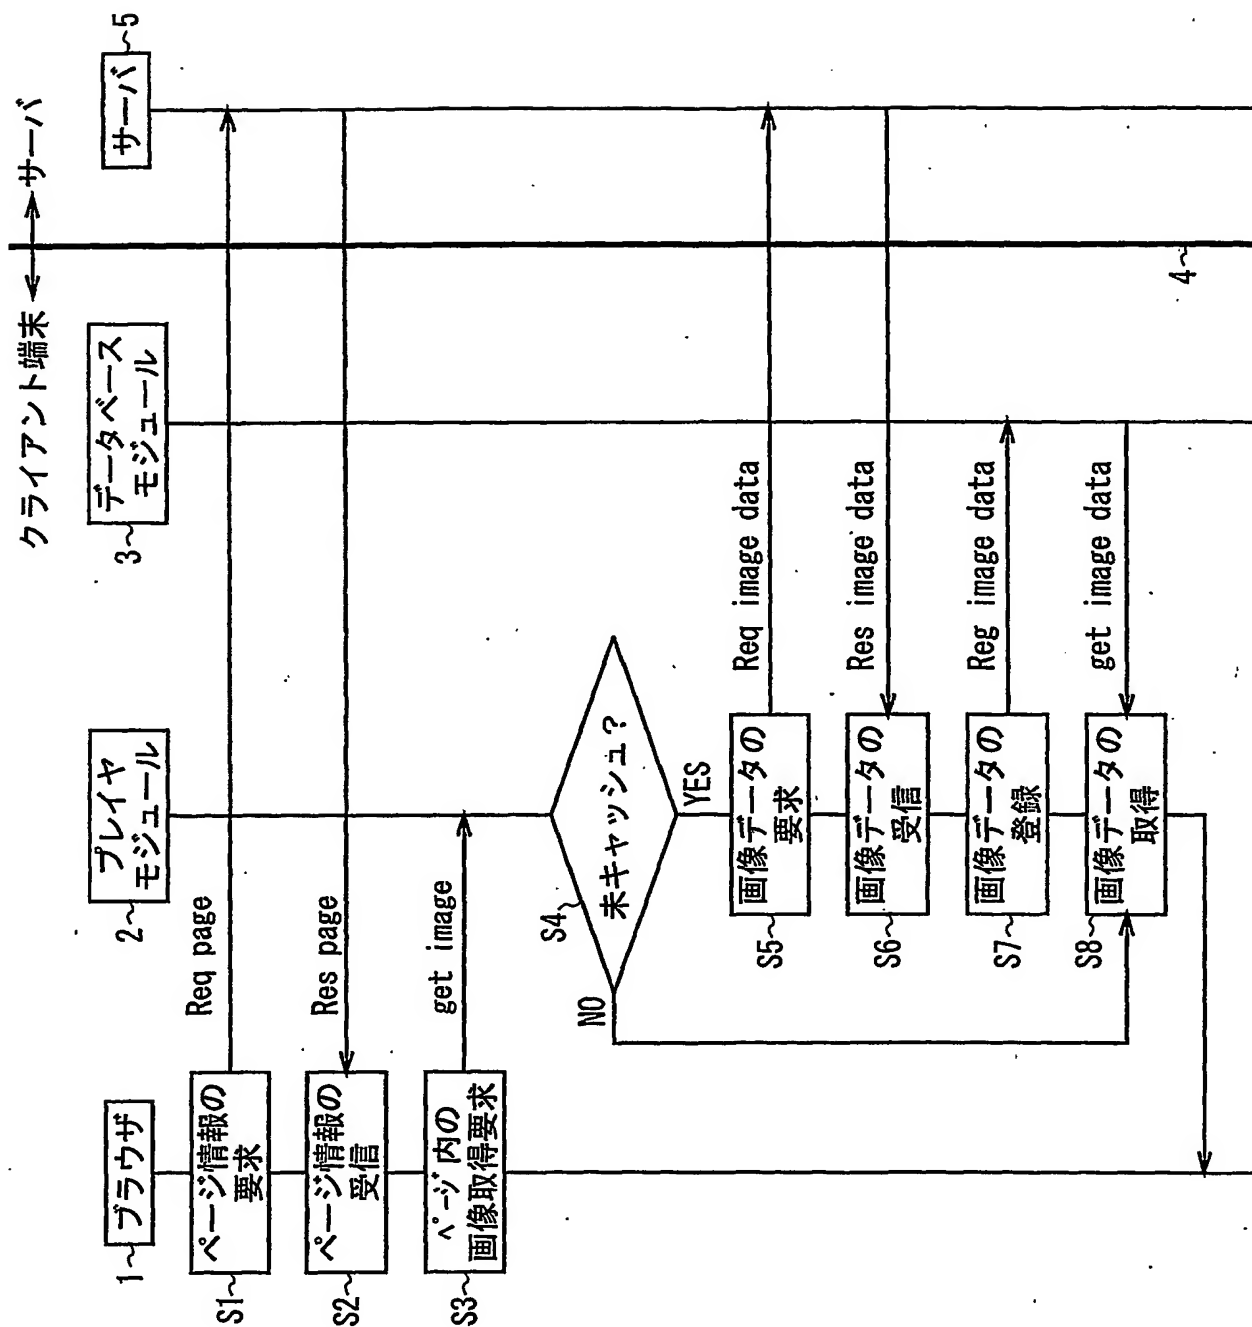 クライアント端末
サーバ
1
ブラウザ
2
プレイヤ
モジュール
3
データベース
モジュール
サーバ
5
S1
ページ情報の
要求
Req page
S2
ページ情報の
受信
Res page
S3
ページ内の
画像取得要求
get image
S4
未キャッシュ?
NO
YES
S5
画像データの
要求
Req image data
S6
画像データの
受信
Res image data
S7
画像データの
登録
Reg image data
S8
画像データの
取得
get image data
4